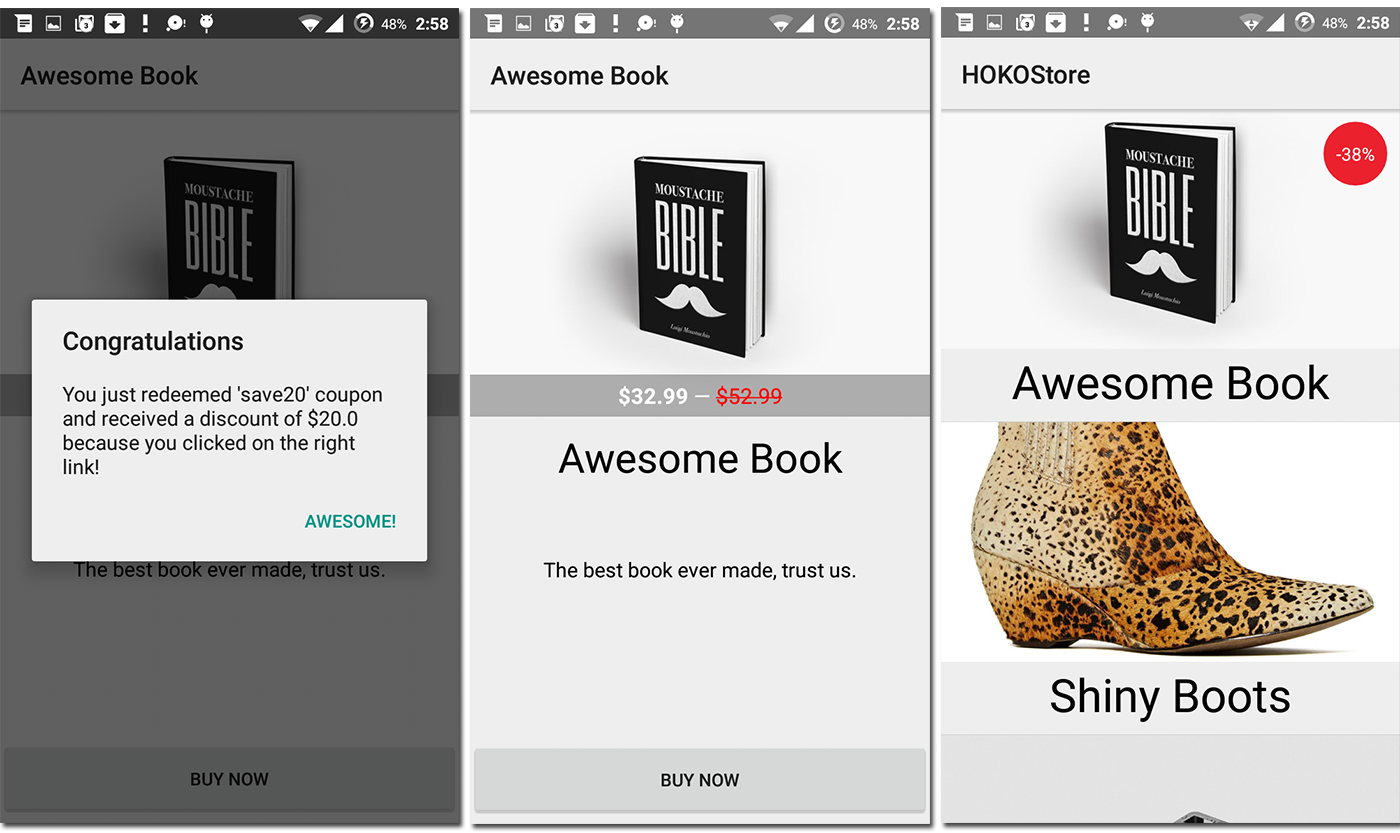 3
48% 2:58
Awesome Book
MOUSTACHE
BIBLE
Congratulations
You just redeemed 'save20' coupon
and received a discount of $20.0
because you clicked on the right
link!
AWESOME!
The best book ever made, trust us.
BUY NOW
3
48% 2:58
Awesome Book
MOUSTACHE
BIBLE
Luigi Moustachio
$32.99 — $52.99
Awesome Book
The best book ever made, trust us.
BUY NOW
3
48% 2:58
HOKOStore
-38%
MOUSTACHE
BIBLE
Luigi Moustachio
Awesome Book
Shiny Boots